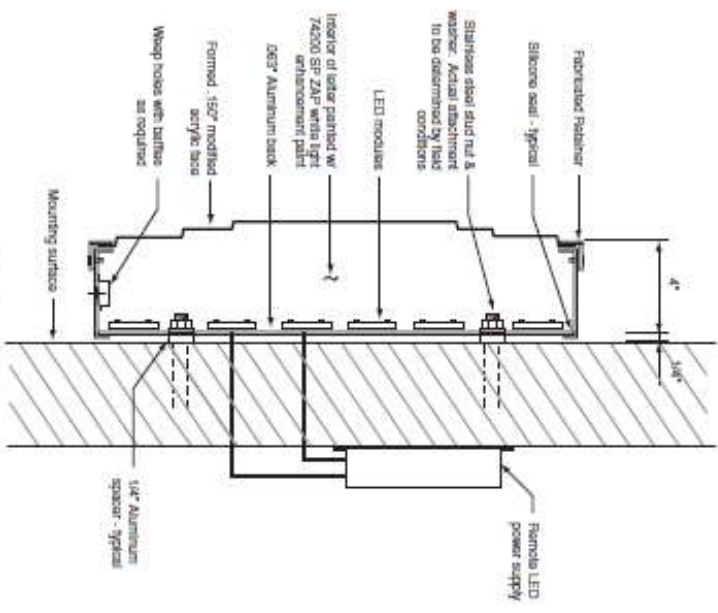 Fabricated Retainer
Silicone seal - typical
Stainless steel stud nut &
washer. Actual attachment
to be determined by field
conditions
LED modules
Interior of letter painted w/
74200 SP ZAP white light
enhancement paint
.063" Aluminum back
Formed .150" modified
acrylic face
Weep holes with baffles
as required
Mounting surface
4"
1/4"
Remote LED
power supply
1/4" Aluminum
spacer - typical